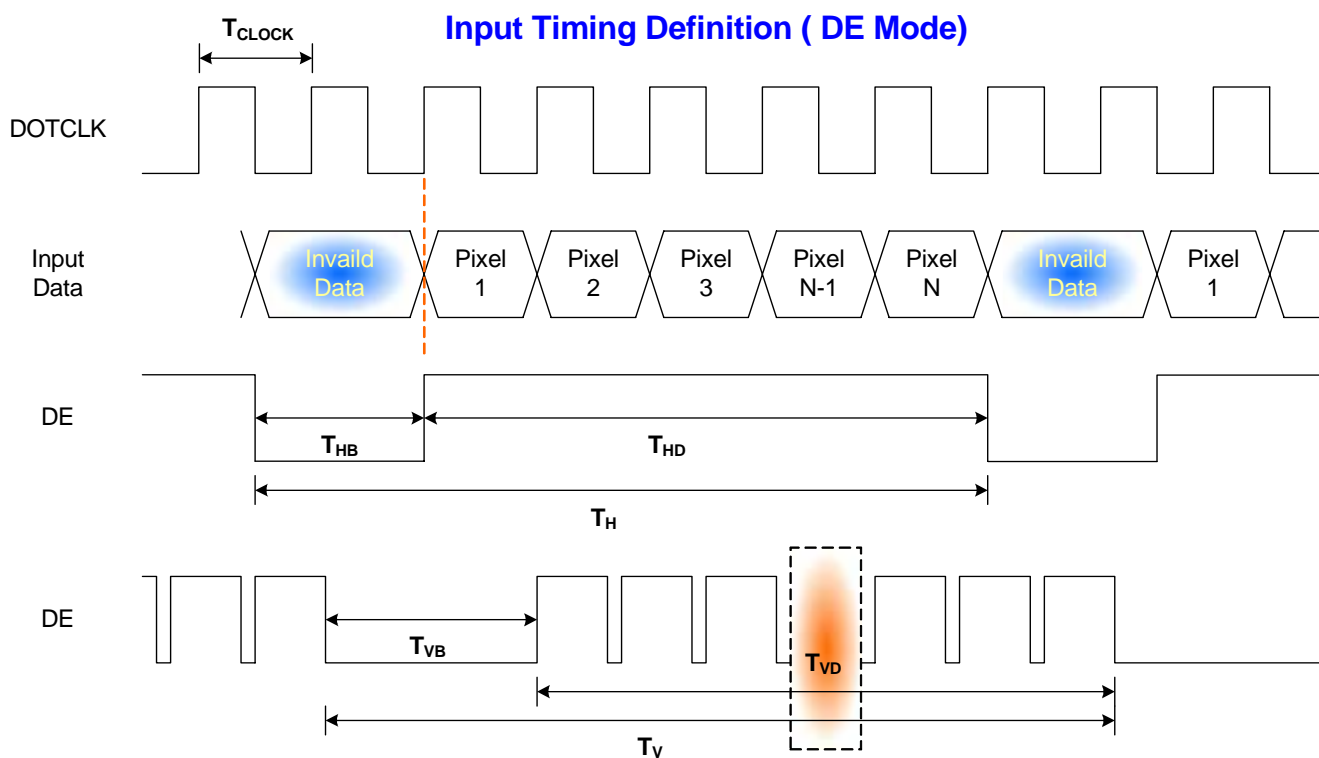 Input Timing Definition ( DE Mode)
TCLOCK
DOTCLK
Input
Data
Invaild
Data
Pixel
1
Pixel
2
Pixel
3
Pixel
N-1
Pixel
N
Invaild
Data
Pixel
1
DE
THB
THD
TH
DE
TVB
TVD
TV